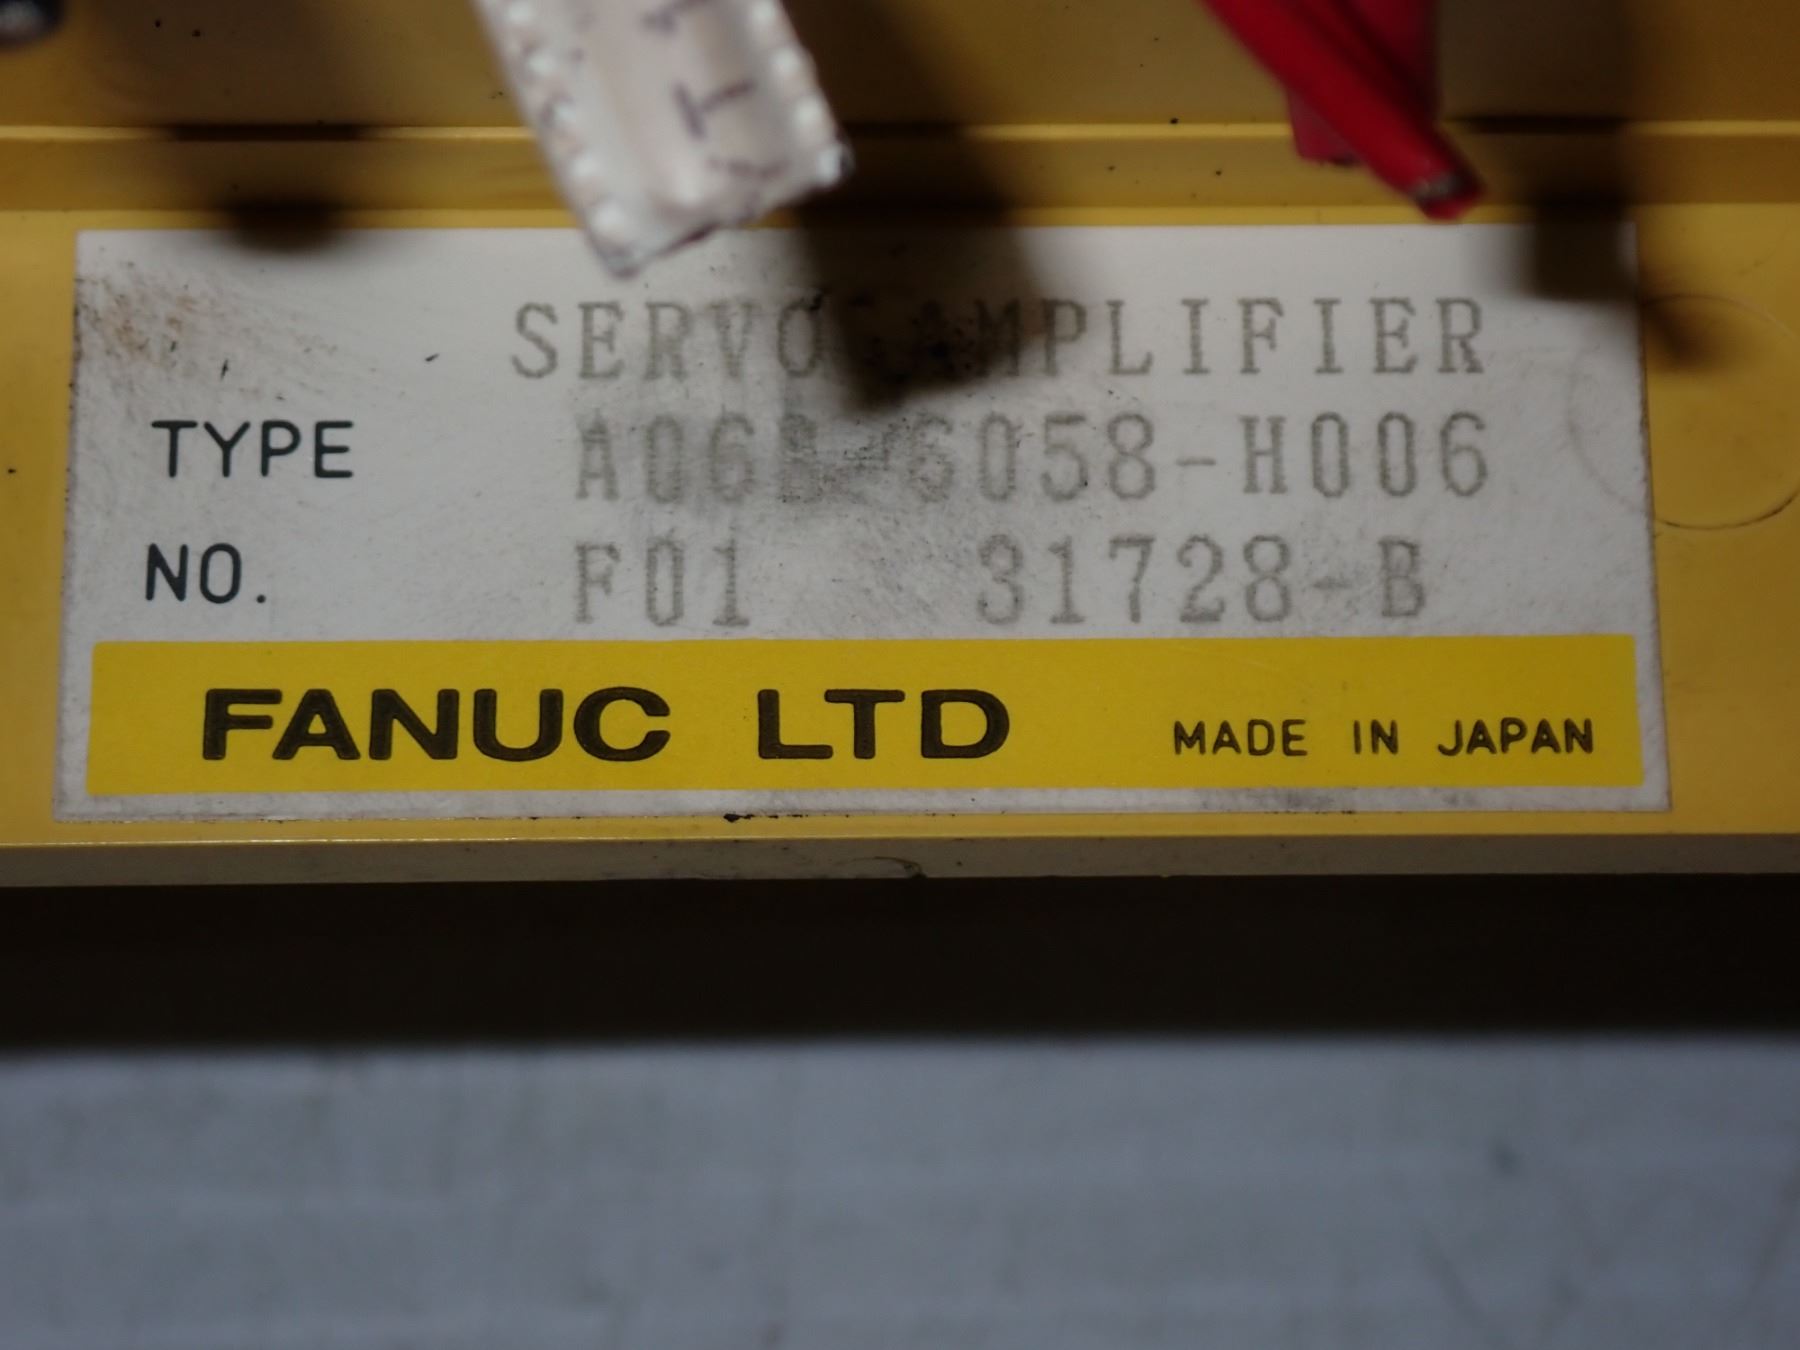 SERVO AMPLIFIER
TYPE A06B-6058-H006
NO. F01 31728-B
FANUC LTD MADE IN JAPAN